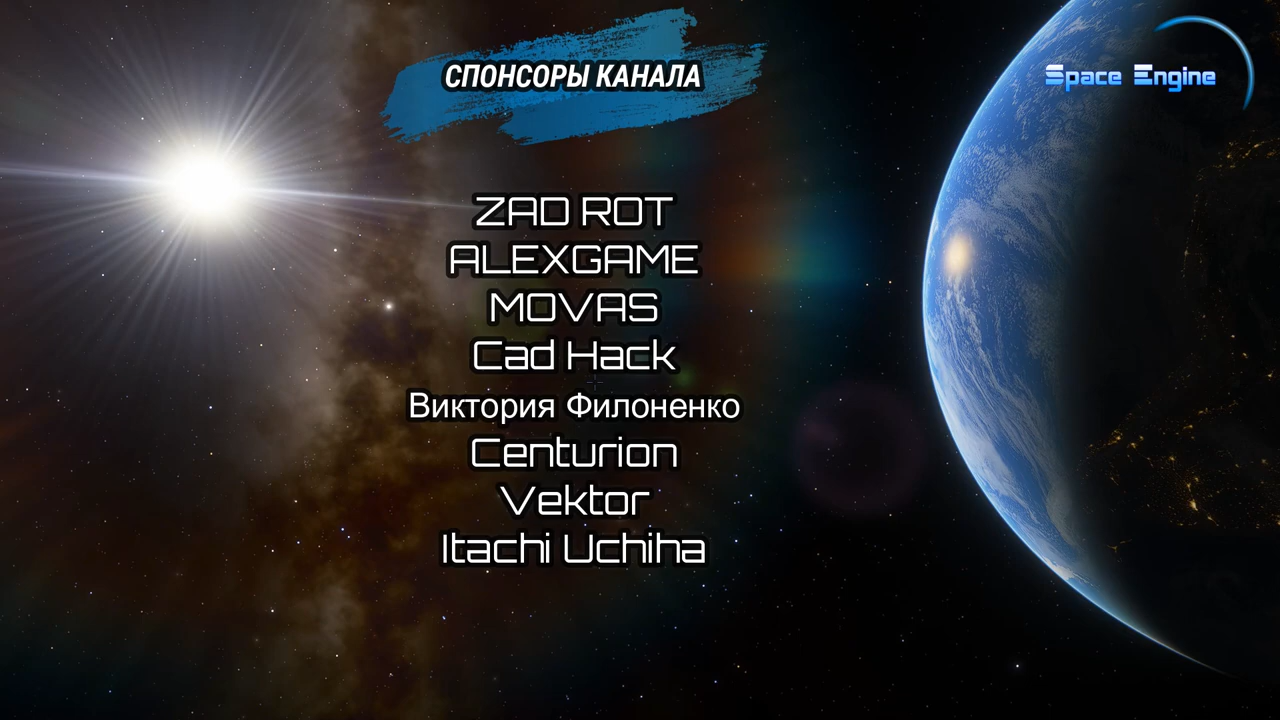 СПОНСОРЫ КАНАЛА
Space Engine
ZAD ROT
ALEXGAME
MOVAS
Cad Hack
Виктория Филоненко
Centurion
Vektor
Itachi Uchiha